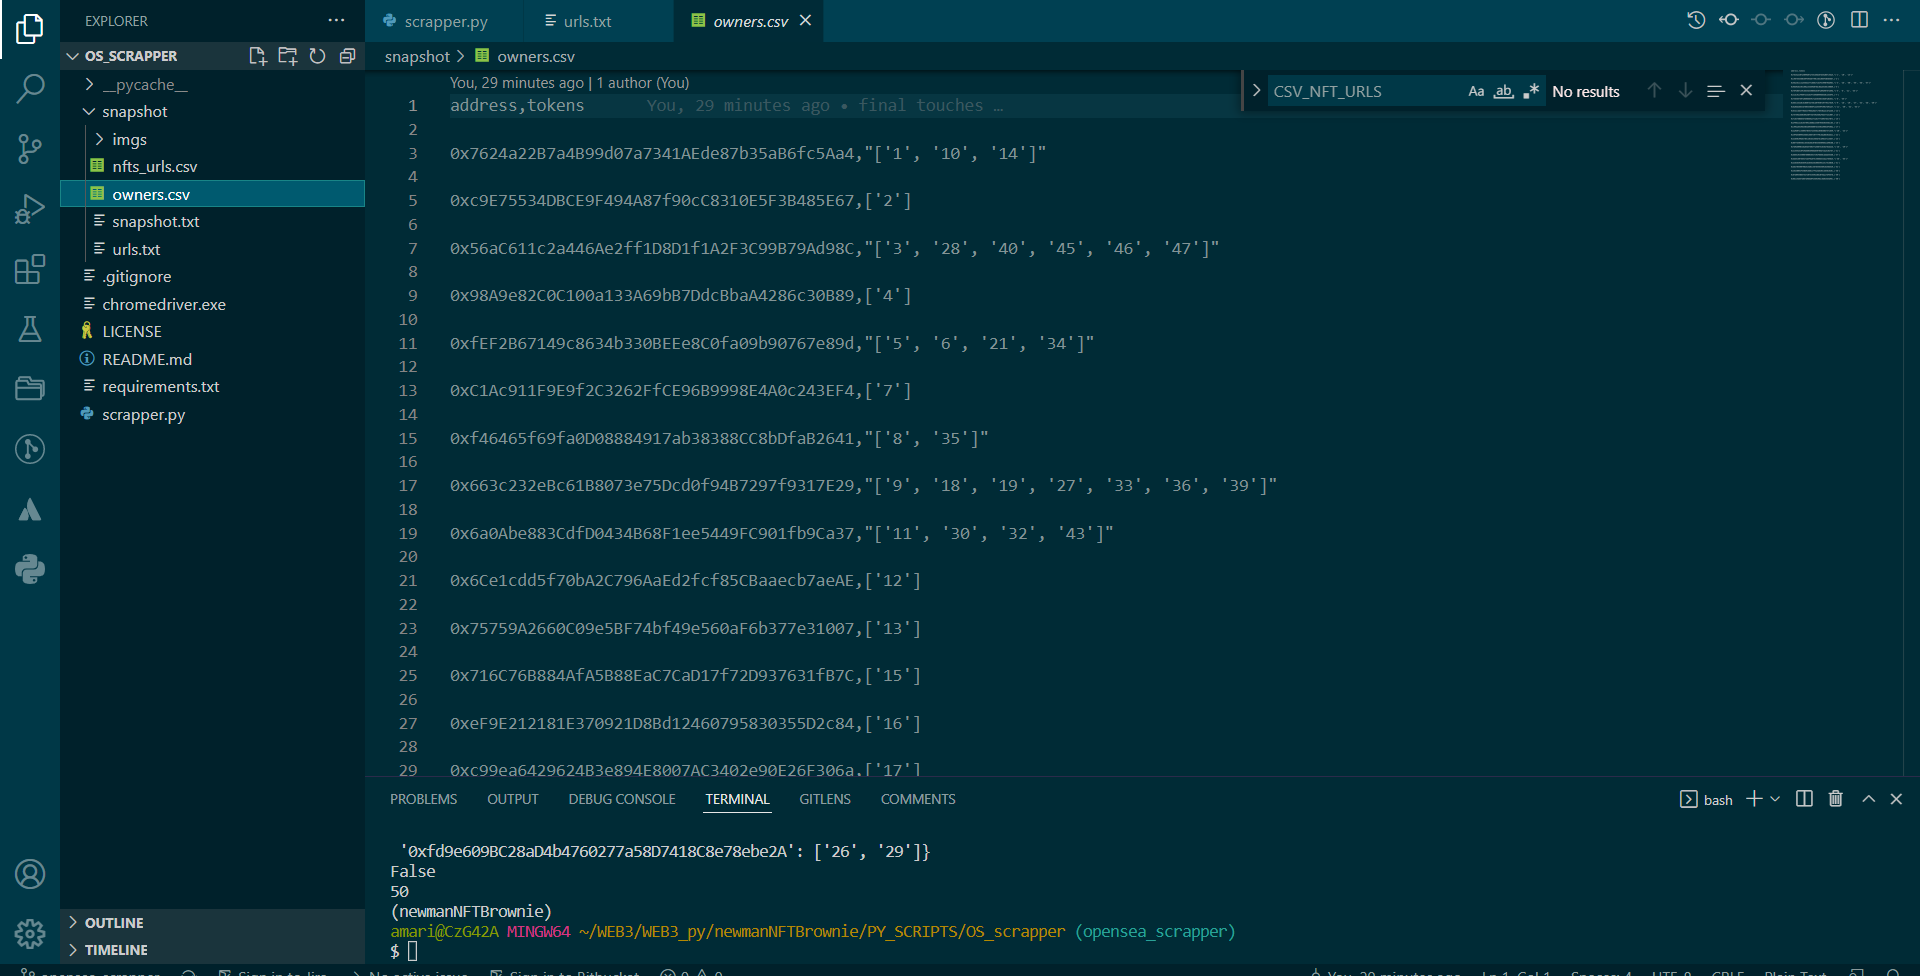 EXPLORER
OS_SCRAPPER
__pycache__
snapshot
imgs
nfts_urls.csv
owners.csv
snapshot.txt
urls.txt
.gitignore
chromedriver.exe
LICENSE
README.md
requirements.txt
scrapper.py
OUTLINE
TIMELINE
scrapper.py urls.txt owners.csv
snapshot > owners.csv
You, 29 minutes ago | 1 author (You)
CSV_NFT_URLS Aa ab .* No results
1 address,tokens You, 29 minutes ago • final touches …
2
3 0x7624a22B7a4B99d07a7341AEde87b35aB6fc5Aa4,"['1', '10', '14']"
4
5 0xc9E75534DBCE9F494A87f90cC8310E5F3B485E67,['2']
6
7 0x56aC611c2a446Ae2ff1D8D1f1A2F3C99B79Ad98C,"['3', '28', '40', '45', '46', '47']"
8
9 0x98A9e82C0C100a133A69bB7DdcBbaA4286c30B89,['4']
10
11 0xfEF2B67149c8634b330BEEe8C0fa09b90767e89d,"['5', '6', '21', '34']"
12
13 0xC1Ac911F9E9f2C3262FfCE96B9998E4A0c243EF4,['7']
14
15 0xf46465f69fa0D08884917ab38388CC8bDfaB2641,"['8', '35']"
16
17 0x663c232eBc61B8073e75Dcd0f94B7297f9317E29,"['9', '18', '19', '27', '33', '36', '39']"
18
19 0x6a0Abe883CdfD0434B68F1ee5449FC901fb9Ca37,"['11', '30', '32', '43']"
20
21 0x6Ce1cdd5f70bA2C796AaEd2fcf85CBaaecb7aeAE,['12']
22
23 0x75759A2660C09e5BF74bf49e560aF6b377e31007,['13']
24
25 0x716C76B884AfA5B88EaC7CaD17f72D937631fB7C,['15']
26
27 0xeF9E212181E370921D8Bd12460795830355D2c84,['16']
28
29 0xc99ea6429624B3e894E8007AC3402e90E26F306a,['17']
PROBLEMS OUTPUT DEBUG CONSOLE TERMINAL GITLENS COMMENTS
bash
'0xfd9e609BC28aD4b4760277a58D7418C8e78ebe2A': ['26', '29']}
False
50
(newmanNFTBrownie)
amari@CzG42A MINGW64 ~/WEB3/WEB3_py/newmanNFTBrownie/PY_SCRIPTS/OS_scrapper (opensea_scrapper)
$